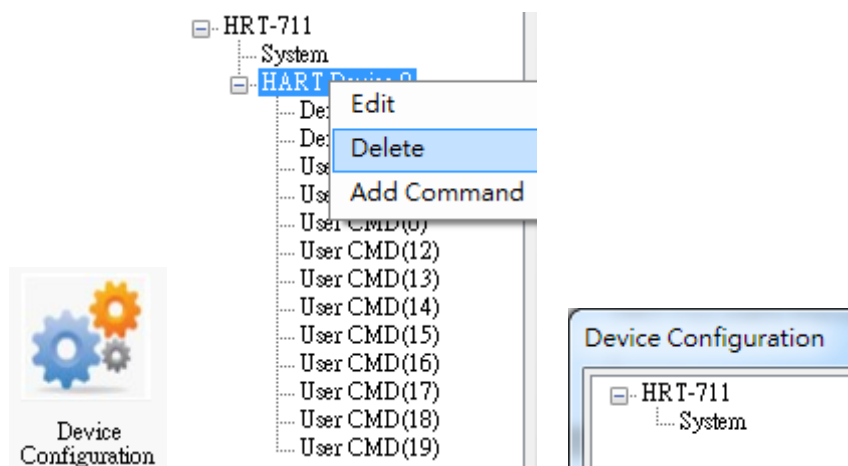 HRT-711
System
HART
Edit
Delete
Add Command
User CMD(12)
User CMD(13)
User CMD(14)
User CMD(15)
User CMD(16)
User CMD(17)
User CMD(18)
User CMD(19)
Device
Configuration
Device Configuration
HRT-711
System